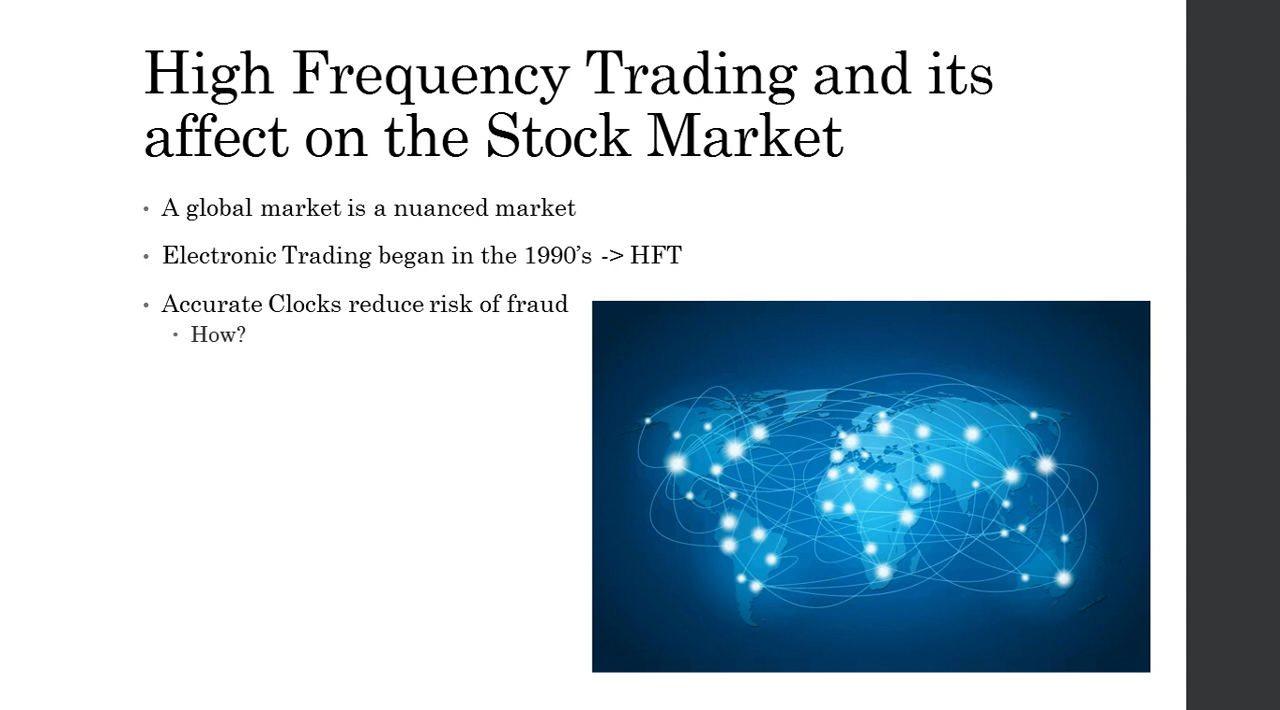 High Frequency Trading and its
affect on the Stock Market
• A global market is a nuanced market
• Electronic Trading began in the 1990’s -> HFT
• Accurate Clocks reduce risk of fraud
• How?